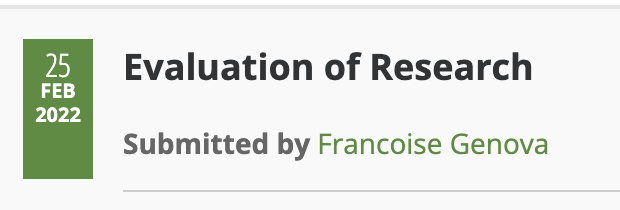 25
FEB
2022
Evaluation of Research
Submitted by Francoise Genova